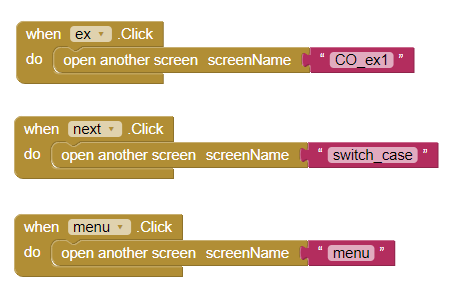 when ex .Click
do open another screen screenName “ CO_ex1 ”
when next .Click
do open another screen screenName “ switch_case ”
when menu .Click
do open another screen screenName “ menu ”